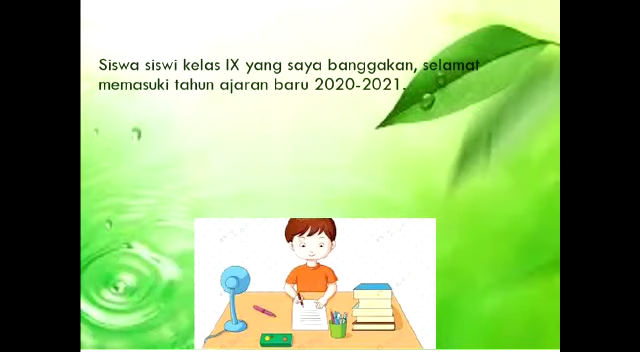 Siswa siswi kelas IX yang saya banggakan, selamat
memasuki tahun ajaran baru 2020-2021.